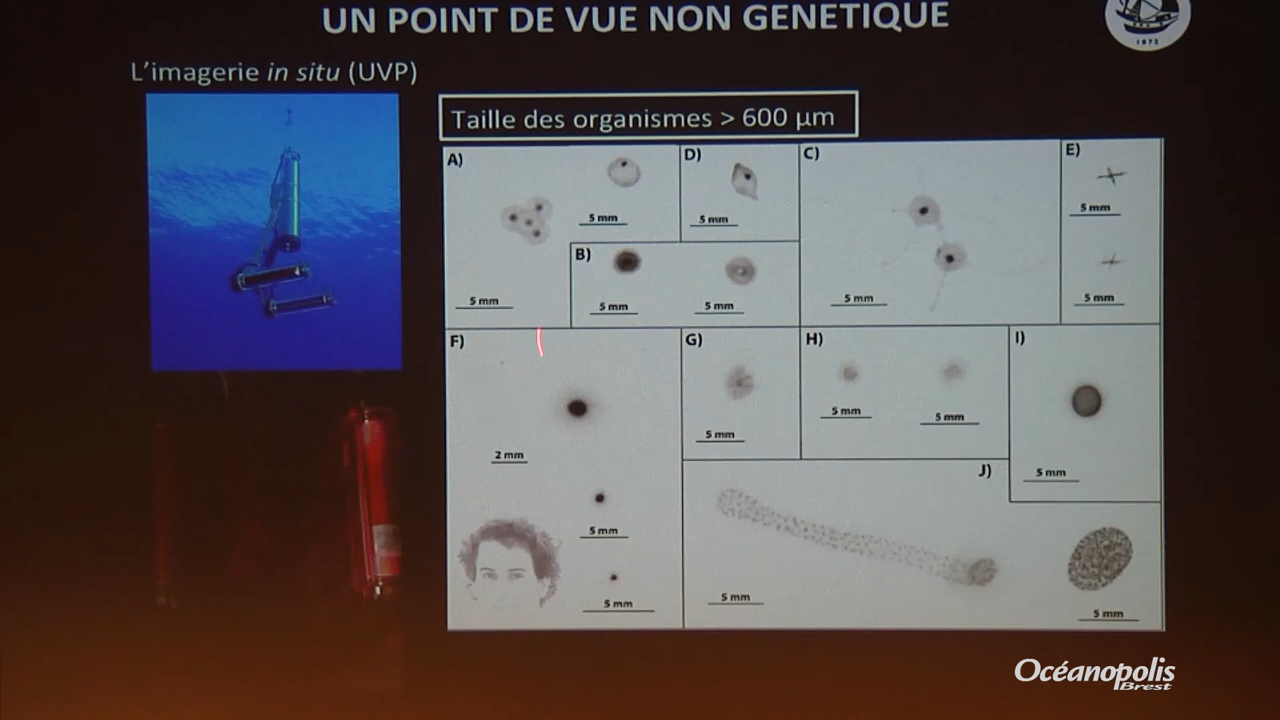 UN POINT DE VUE NON GENETIQUE
1872
L'imagerie in situ (UVP)
Taille des organismes > 600 µm
A)
5 mm
5 mm
D)
5 mm
B)
5 mm
5 mm
C)
5 mm
E)
5 mm
5 mm
F)
2 mm
5 mm
5 mm
G)
5 mm
H)
5 mm
5 mm
I)
5 mm
J)
5 mm
5 mm
Océanopolis
Brest